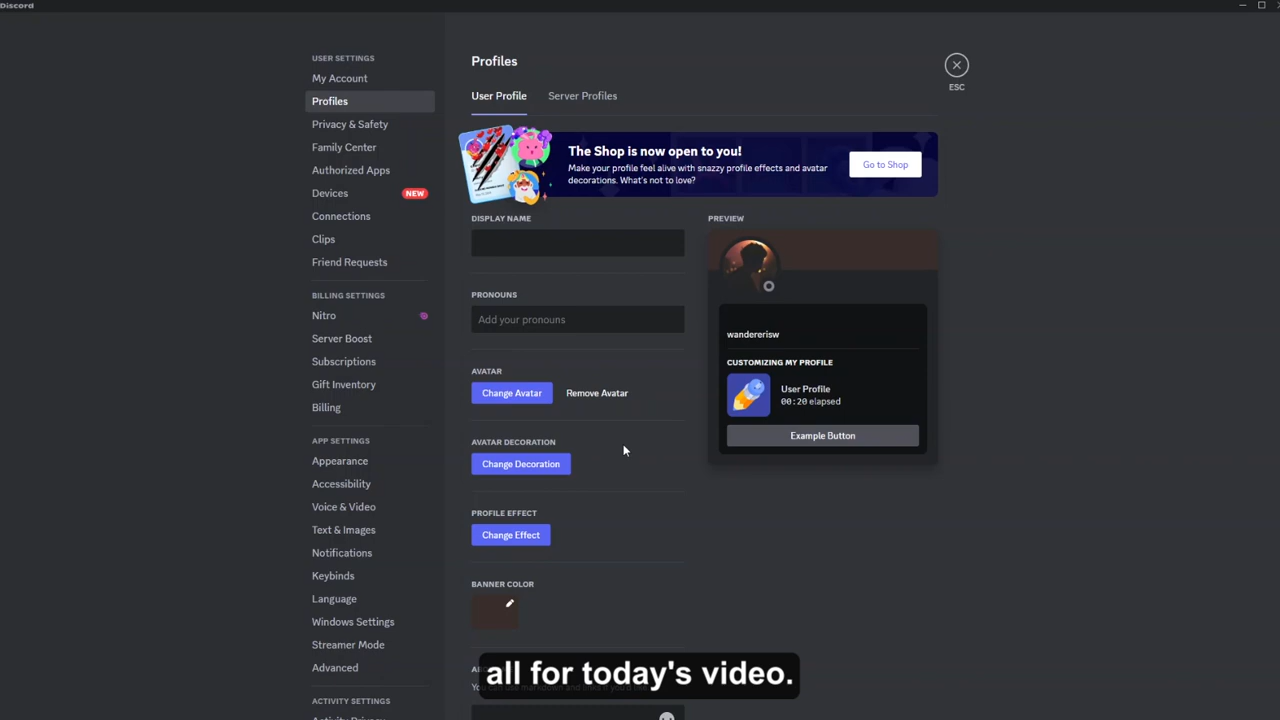 Discord
USER SETTINGS
My Account
Profiles
Privacy & Safety
Family Center
Authorized Apps
Devices NEW
Connections
Clips
Friend Requests
BILLING SETTINGS
Nitro
Server Boost
Subscriptions
Gift Inventory
Billing
APP SETTINGS
Appearance
Accessibility
Voice & Video
Text & Images
Notifications
Keybinds
Language
Windows Settings
Streamer Mode
Advanced
ACTIVITY SETTINGS
Profiles
ESC
User Profile Server Profiles
The Shop is now open to you!
Make your profile feel alive with snazzy profile effects and avatar
decorations. What's not to love?
Go to Shop
DISPLAY NAME
PRONOUNS
Add your pronouns
AVATAR
Change Avatar Remove Avatar
AVATAR DECORATION
Change Decoration
PROFILE EFFECT
Change Effect
BANNER COLOR
PREVIEW
wandererisw
CUSTOMIZING MY PROFILE
User Profile
00:20 elapsed
Example Button
all for today's video.